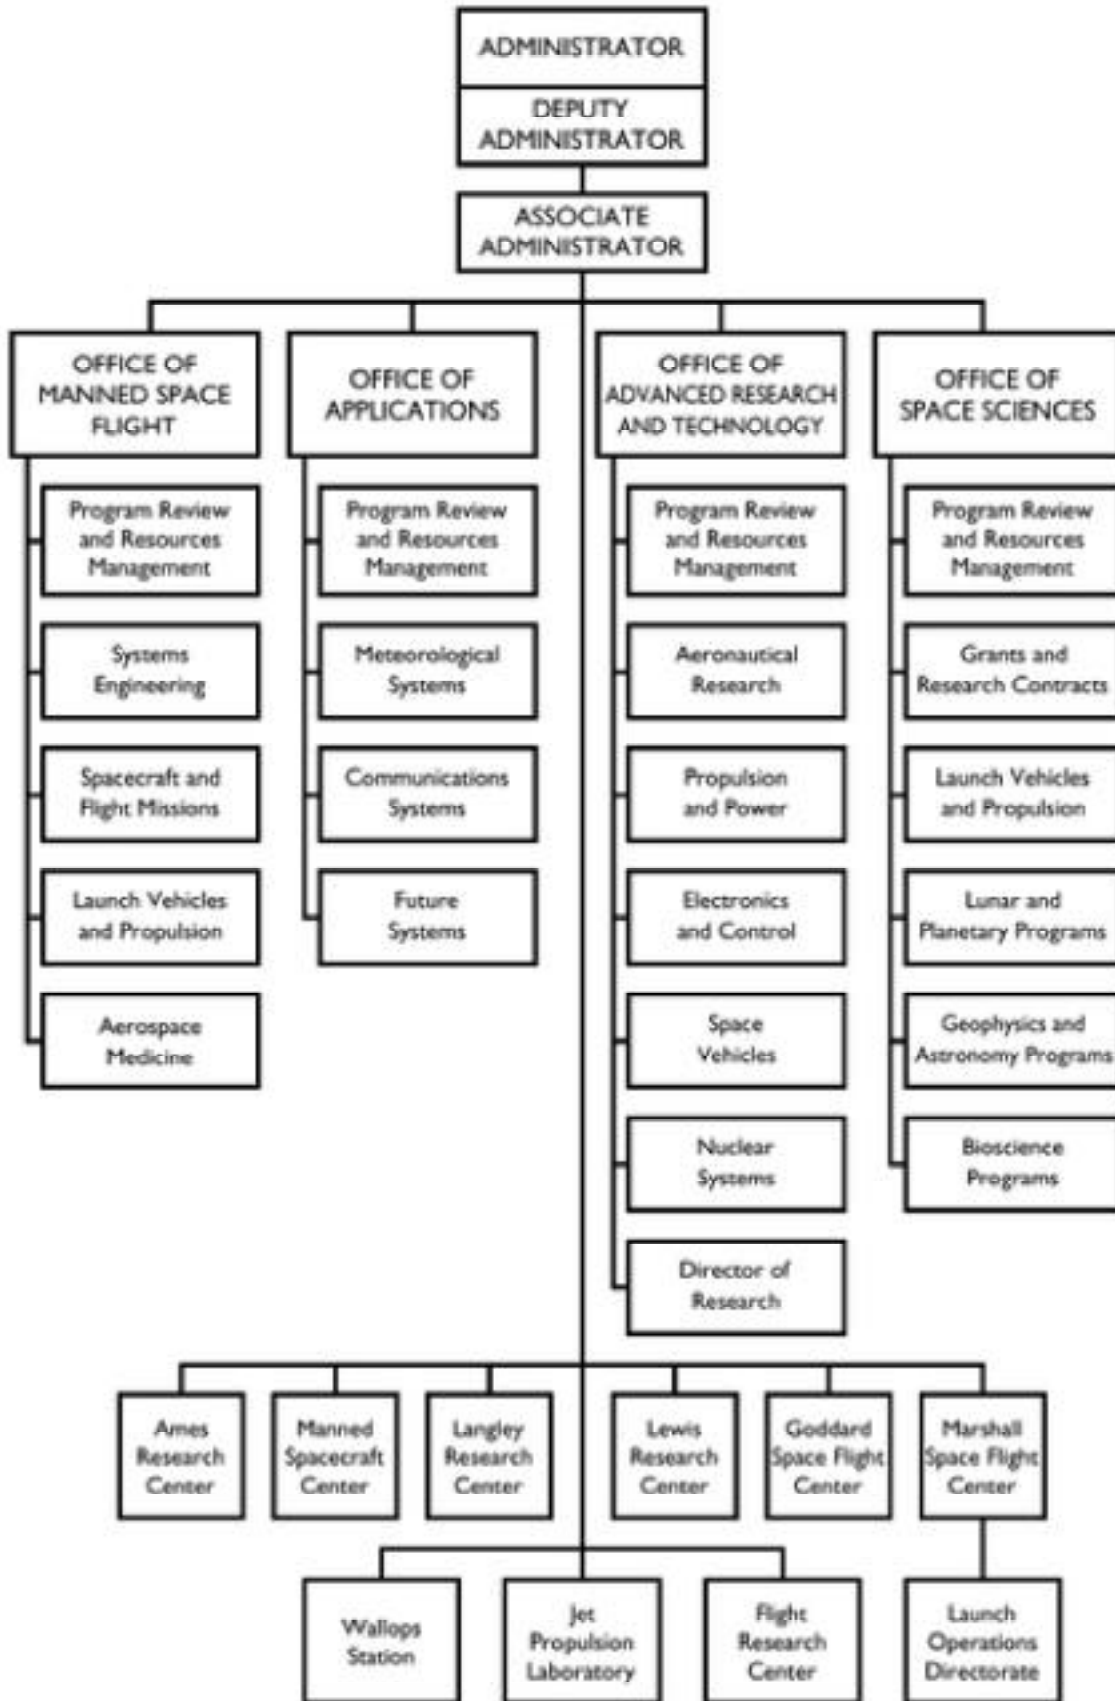 ADMINISTRATOR
DEPUTY
ADMINISTRATOR
ASSOCIATE
ADMINISTRATOR
OFFICE OF
MANNED SPACE
FLIGHT
OFFICE OF
APPLICATIONS
OFFICE OF
ADVANCED RESEARCH
AND TECHNOLOGY
OFFICE OF
SPACE SCIENCES
Program Review
and Resources
Management
Systems
Engineering
Spacecraft and
Flight Missions
Launch Vehicles
and Propulsion
Aerospace
Medicine
Program Review
and Resources
Management
Meteorological
Systems
Communications
Systems
Future
Systems
Program Review
and Resources
Management
Aeronautical
Research
Propulsion
and Power
Electronics
and Control
Space
Vehicles
Nuclear
Systems
Director of
Research
Program Review
and Resources
Management
Grants and
Research Contracts
Launch Vehicles
and Propulsion
Lunar and
Planetary Programs
Geophysics and
Astronomy Programs
Bioscience
Programs
Ames
Research
Center
Manned
Spacecraft
Center
Langley
Research
Center
Lewis
Research
Center
Goddard
Space Flight
Center
Marshall
Space Flight
Center
Wallops
Station
Jet
Propulsion
Laboratory
Flight
Research
Center
Launch
Operations
Directorate